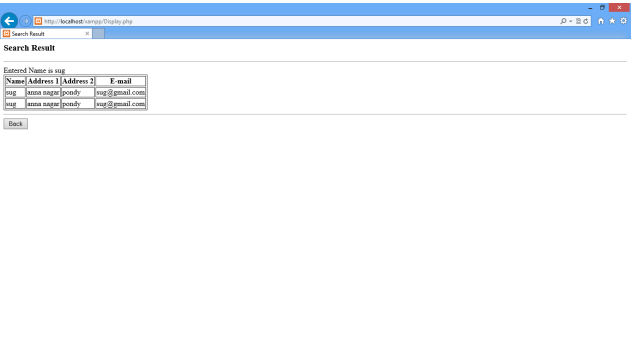 http://localhost/xampp/Display.php
Search Result
Search Result
Entered Name is sug
Name Address 1 Address 2 E-mail
sug anna nagar pondy sug@gmail.com
sug anna nagar pondy sug@gmail.com
Back